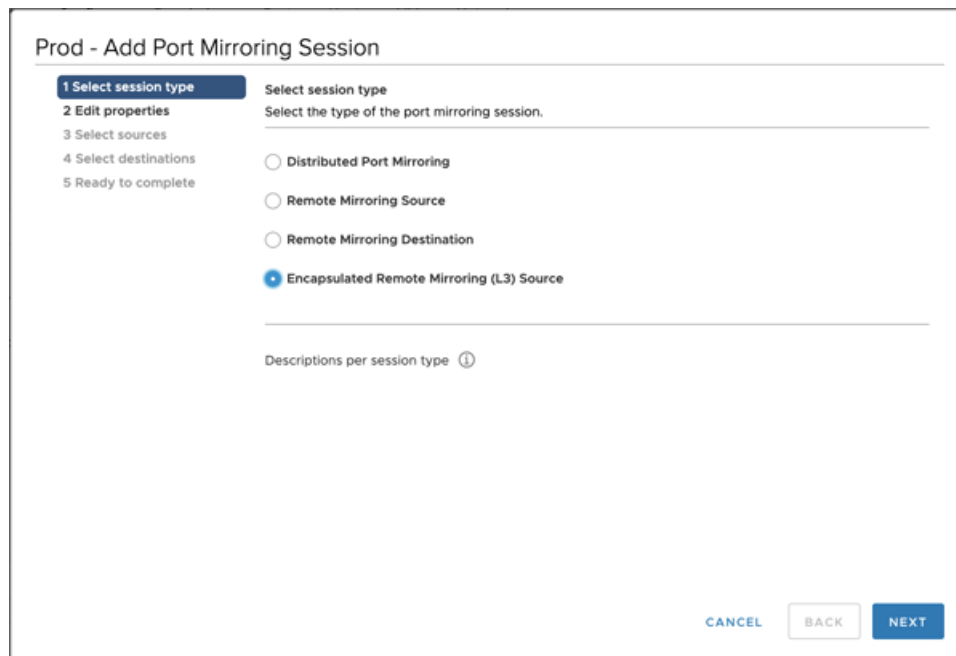 Prod - Add Port Mirroring Session
1 Select session type
2 Edit properties
3 Select sources
4 Select destinations
5 Ready to complete
Select session type
Select the type of the port mirroring session.
Distributed Port Mirroring
Remote Mirroring Source
Remote Mirroring Destination
Encapsulated Remote Mirroring (L3) Source
Descriptions per session type
CANCEL
BACK
NEXT